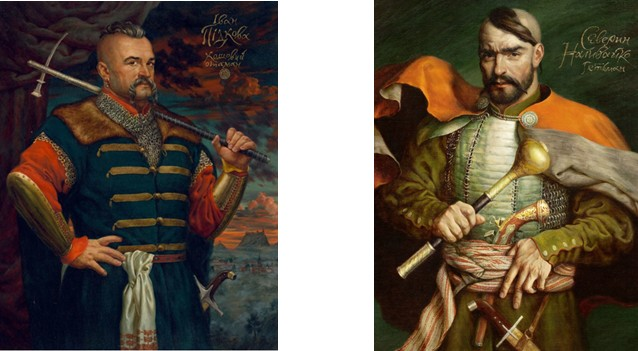 Іван
Підкова
Кошовий
отаман
Северин
Наливайко
Гетьман